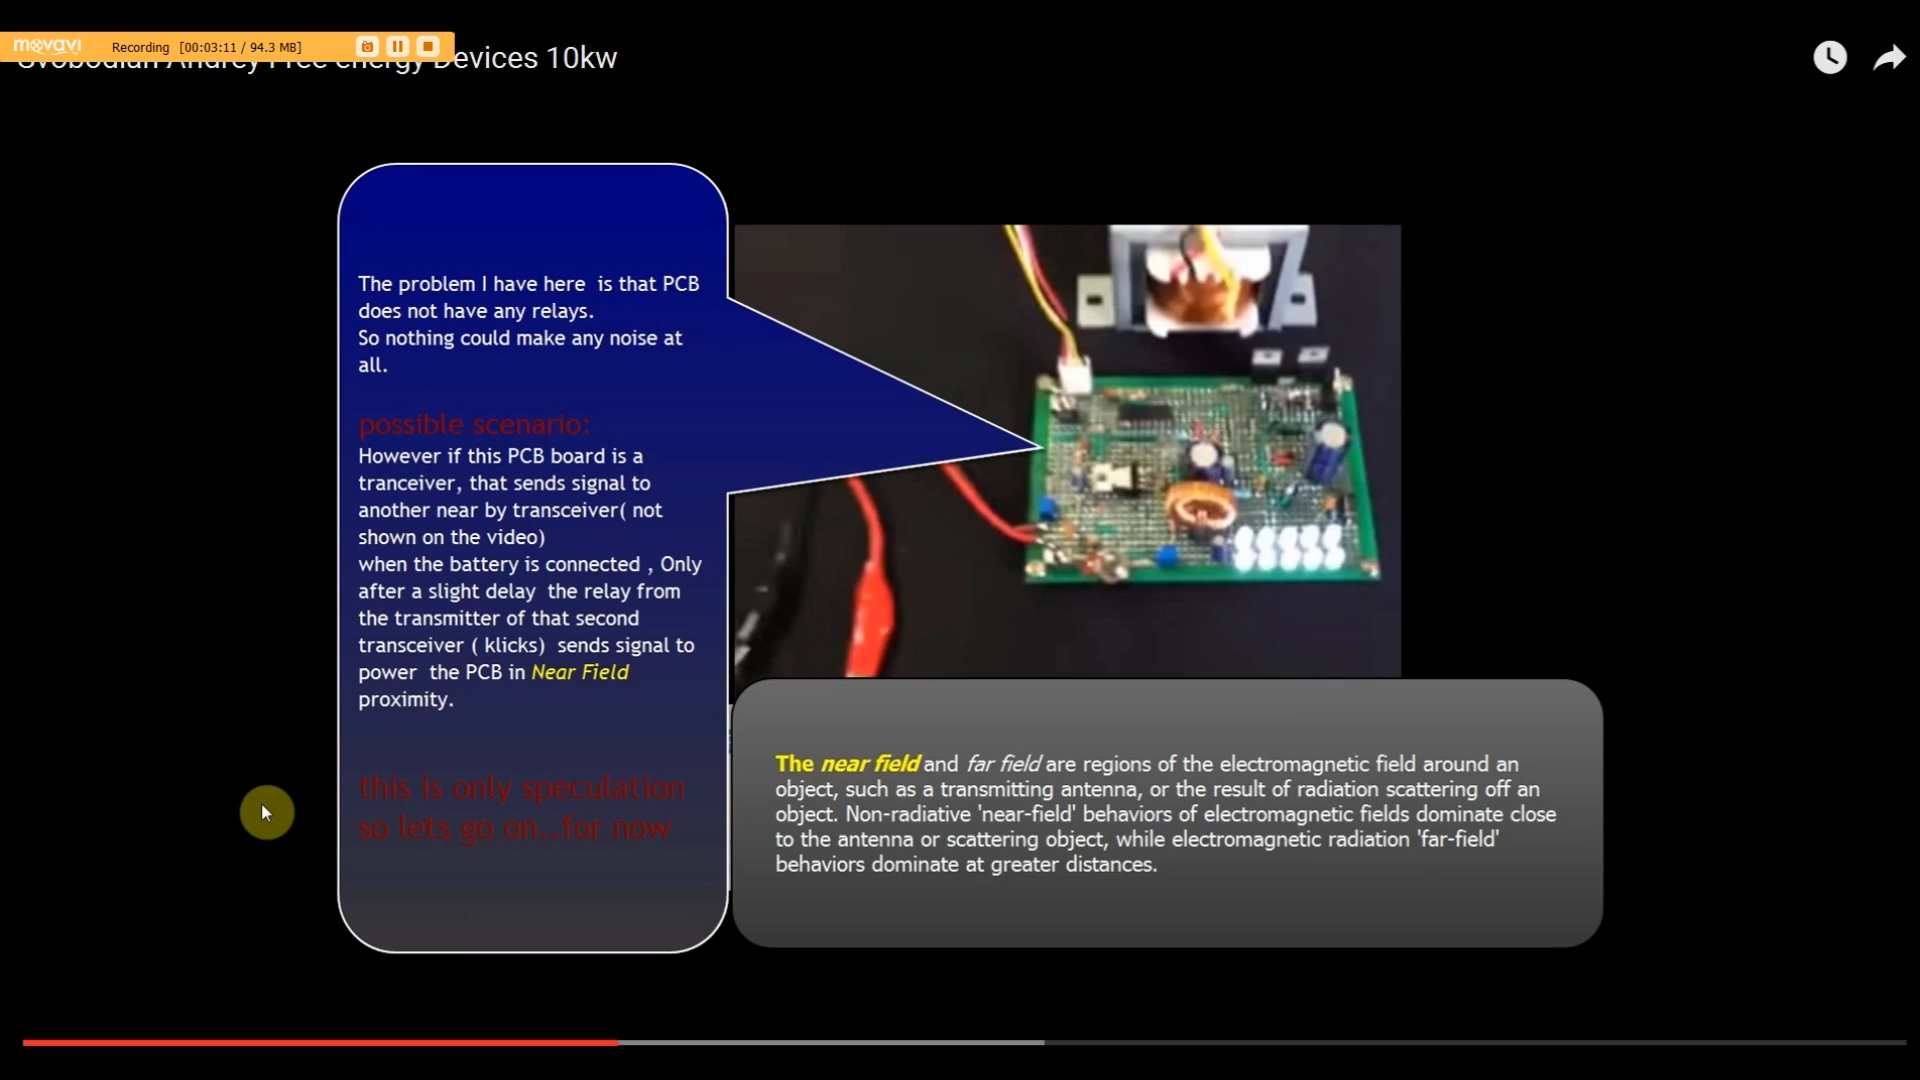 movavi Recording [00:03:11 / 94.3 MB]
Devices 10kw
The problem I have here is that PCB
does not have any relays.
So nothing could make any noise at
all.
possible scenario:
However if this PCB board is a
tranceiver, that sends signal to
another near by transceiver( not
shown on the video)
when the battery is connected , Only
after a slight delay the relay from
the transmitter of that second
transceiver ( klicks) sends signal to
power the PCB in Near Field
proximity.
this is only speculation
so lets go on..for now
The near field and far field are regions of the electromagnetic field around an
object, such as a transmitting antenna, or the result of radiation scattering off an
object. Non-radiative 'near-field' behaviors of electromagnetic fields dominate close
to the antenna or scattering object, while electromagnetic radiation 'far-field'
behaviors dominate at greater distances.